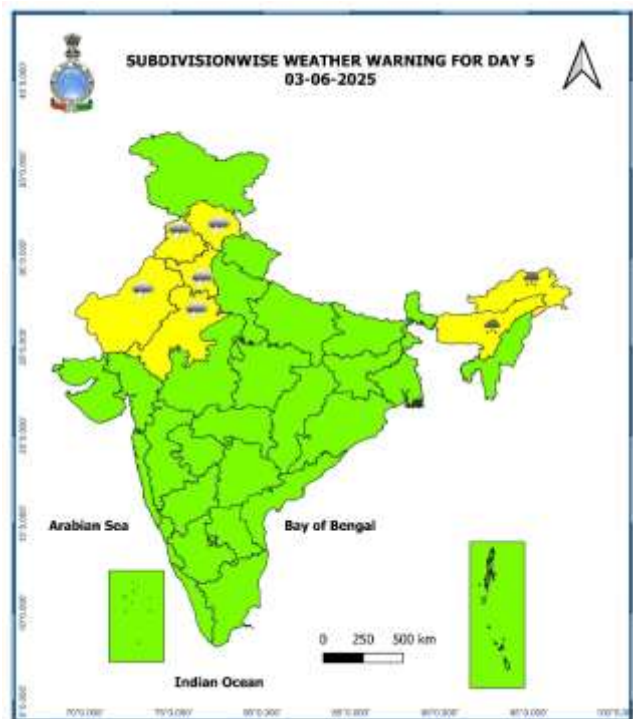 SUBDIVISIONWISE WEATHER WARNING FOR DAY 5
03-06-2025
Arabian Sea
Bay of Bengal
0 250 500 km
Indian Ocean